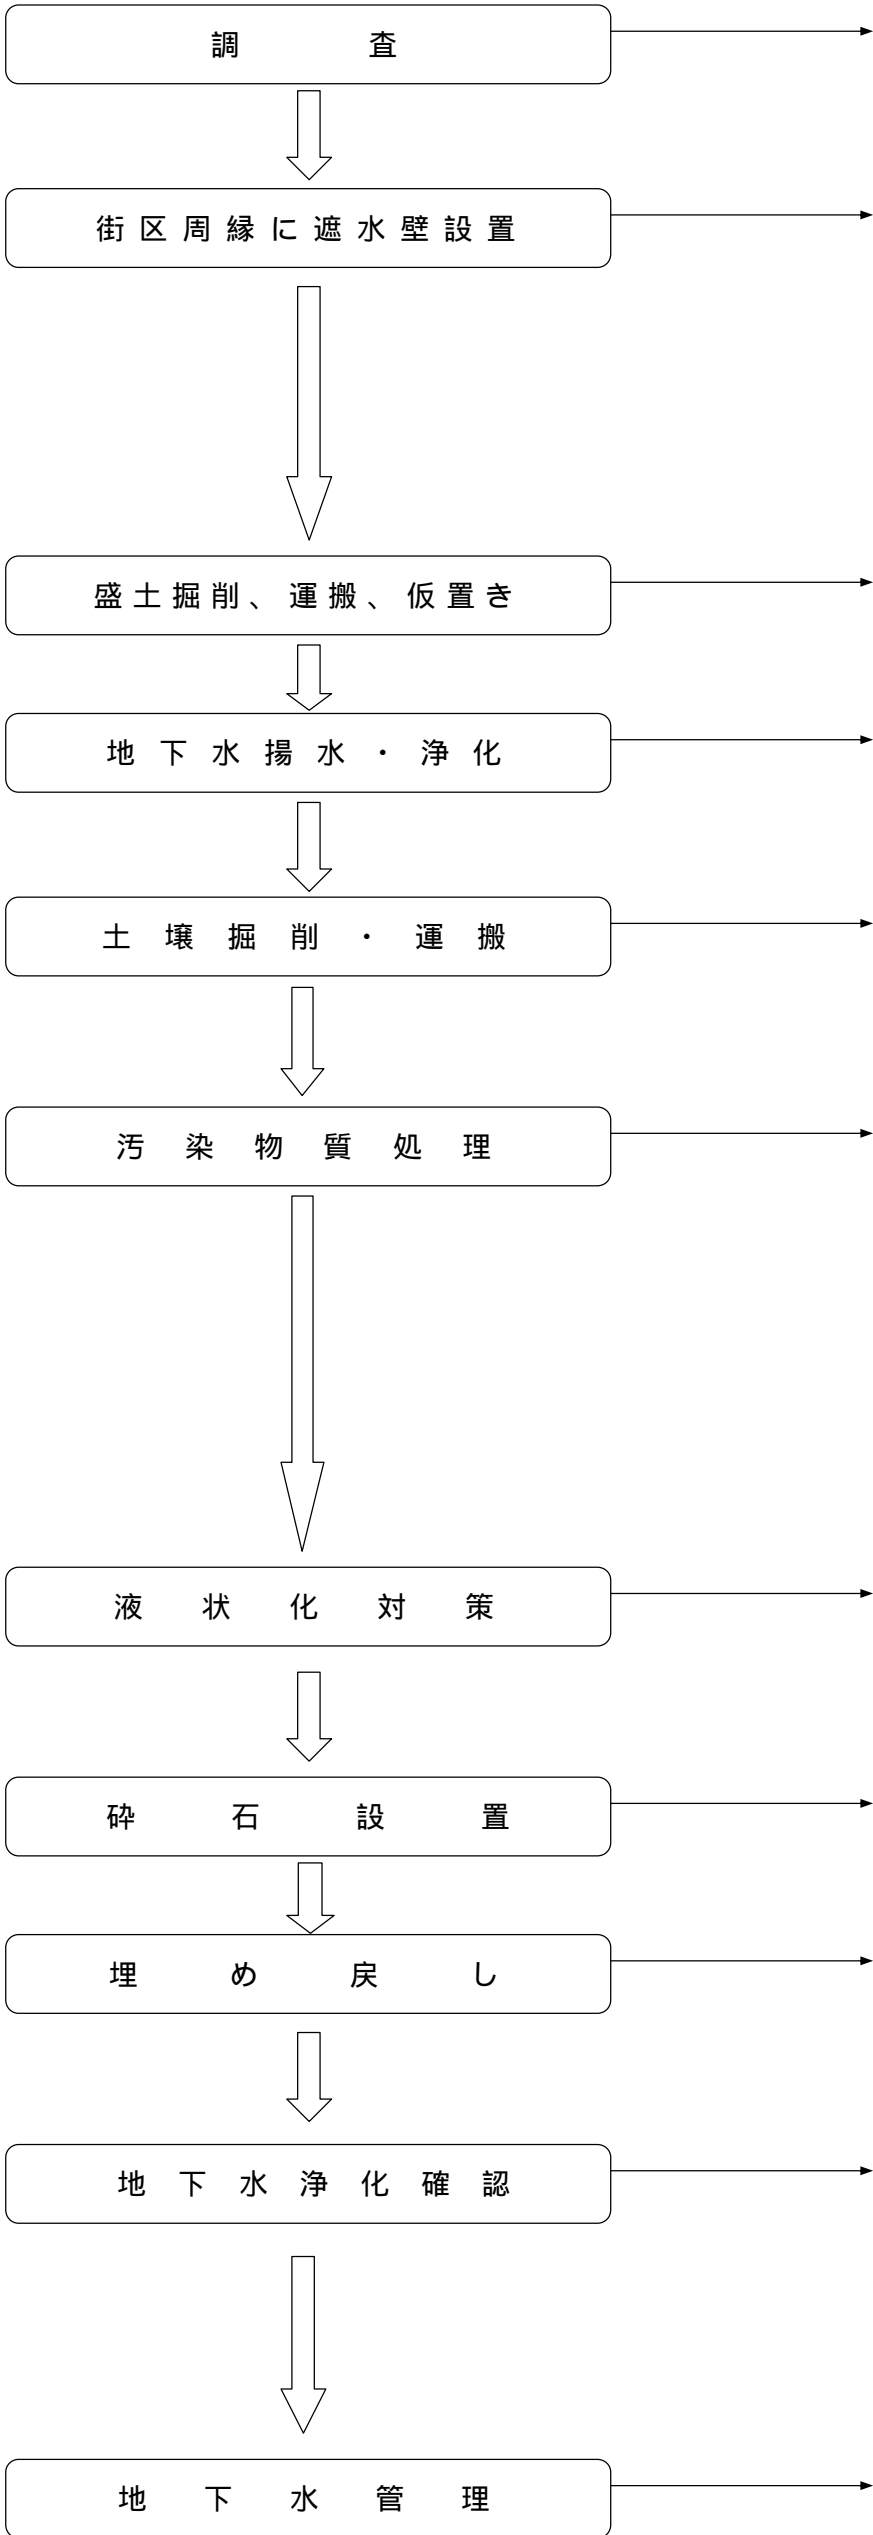 調査
街区周縁に遮水壁設置
盛土掘削、運搬、仮置き
地下水揚水・浄化
土壌掘削・運搬
汚染物質処理
液状化対策
砕石設置
埋め戻し
地下水浄化確認
地下水管理